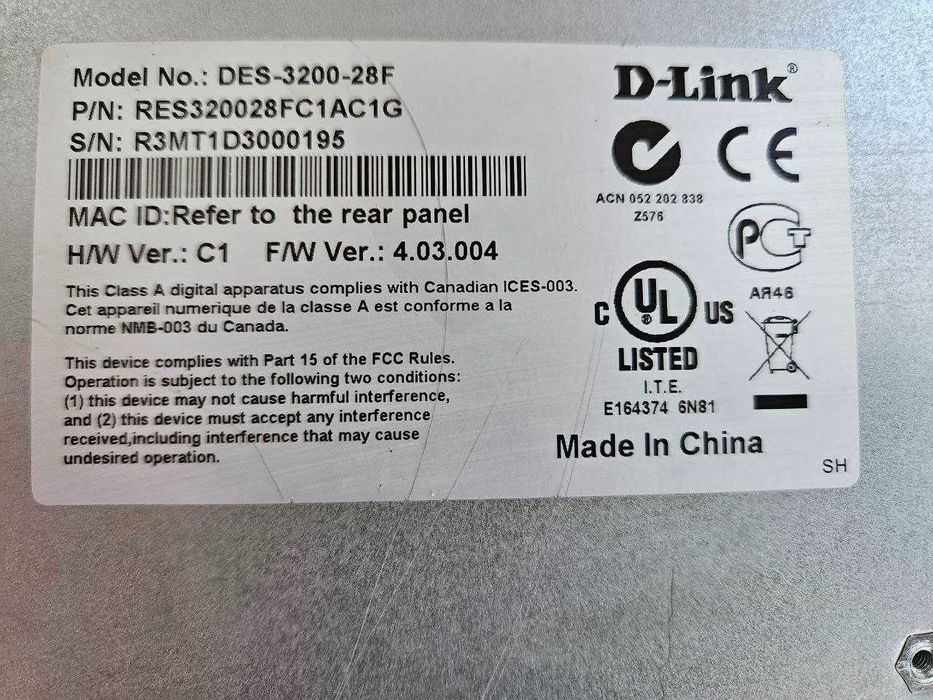 Model No.: DES-3200-28F
P/N: RES320028FC1AC1G
S/N: R3MT1D3000195
MAC ID:Refer to the rear panel
H/W Ver.: C1 F/W Ver.: 4.03.004
This Class A digital apparatus complies with Canadian ICES-003.
Cet appareil numerique de la classe A est conforme a la
norme NMB-003 du Canada.
This device complies with Part 15 of the FCC Rules.
Operation is subject to the following two conditions:
(1) this device may not cause harmful interference,
and (2) this device must accept any interference
received,including interference that may cause
undesired operation.
D-Link®
CE
ACN 052 202 838
Z576
РСТ
АЯ46
C UL® US
LISTED
I.T.E.
E164374 6N81
Made In China
SH